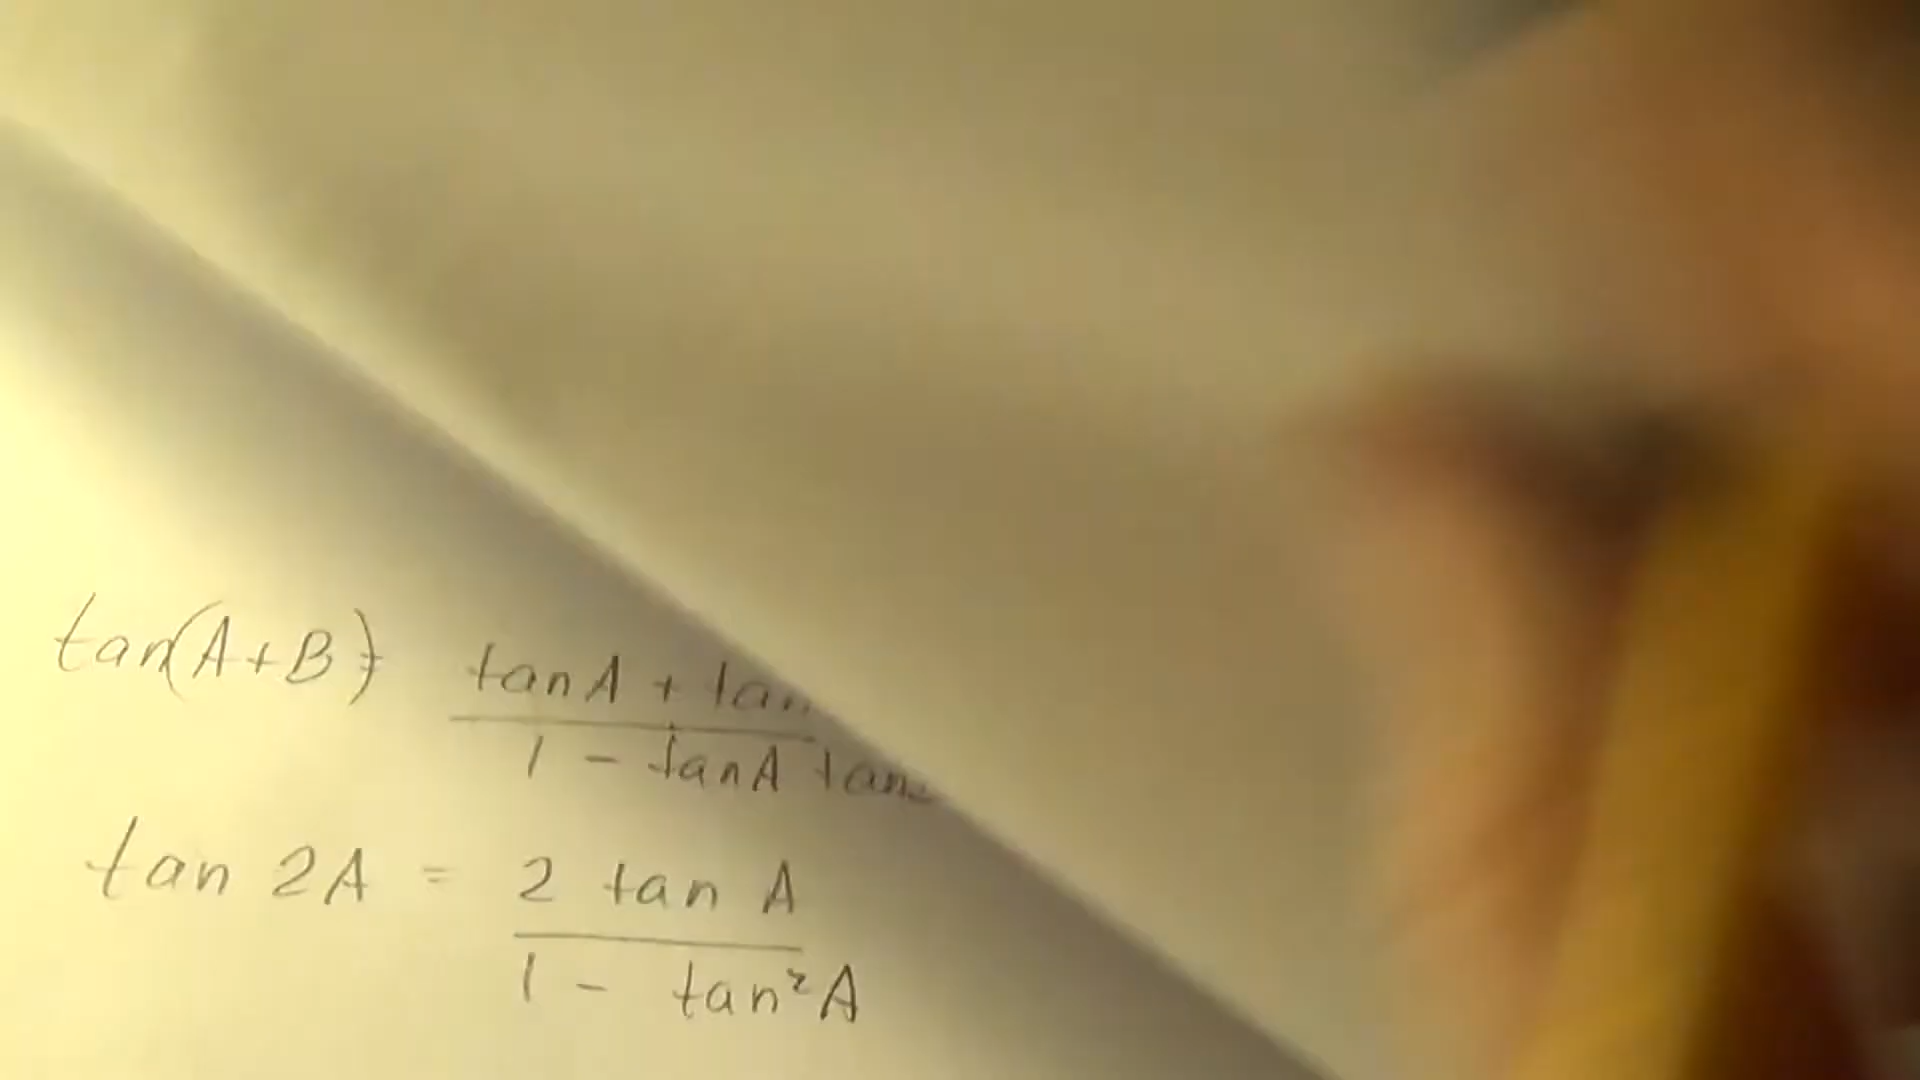 tan(A+B) = tanA + tan
1 - tanA tan
tan 2A = 2 tan A
1 - tan²A